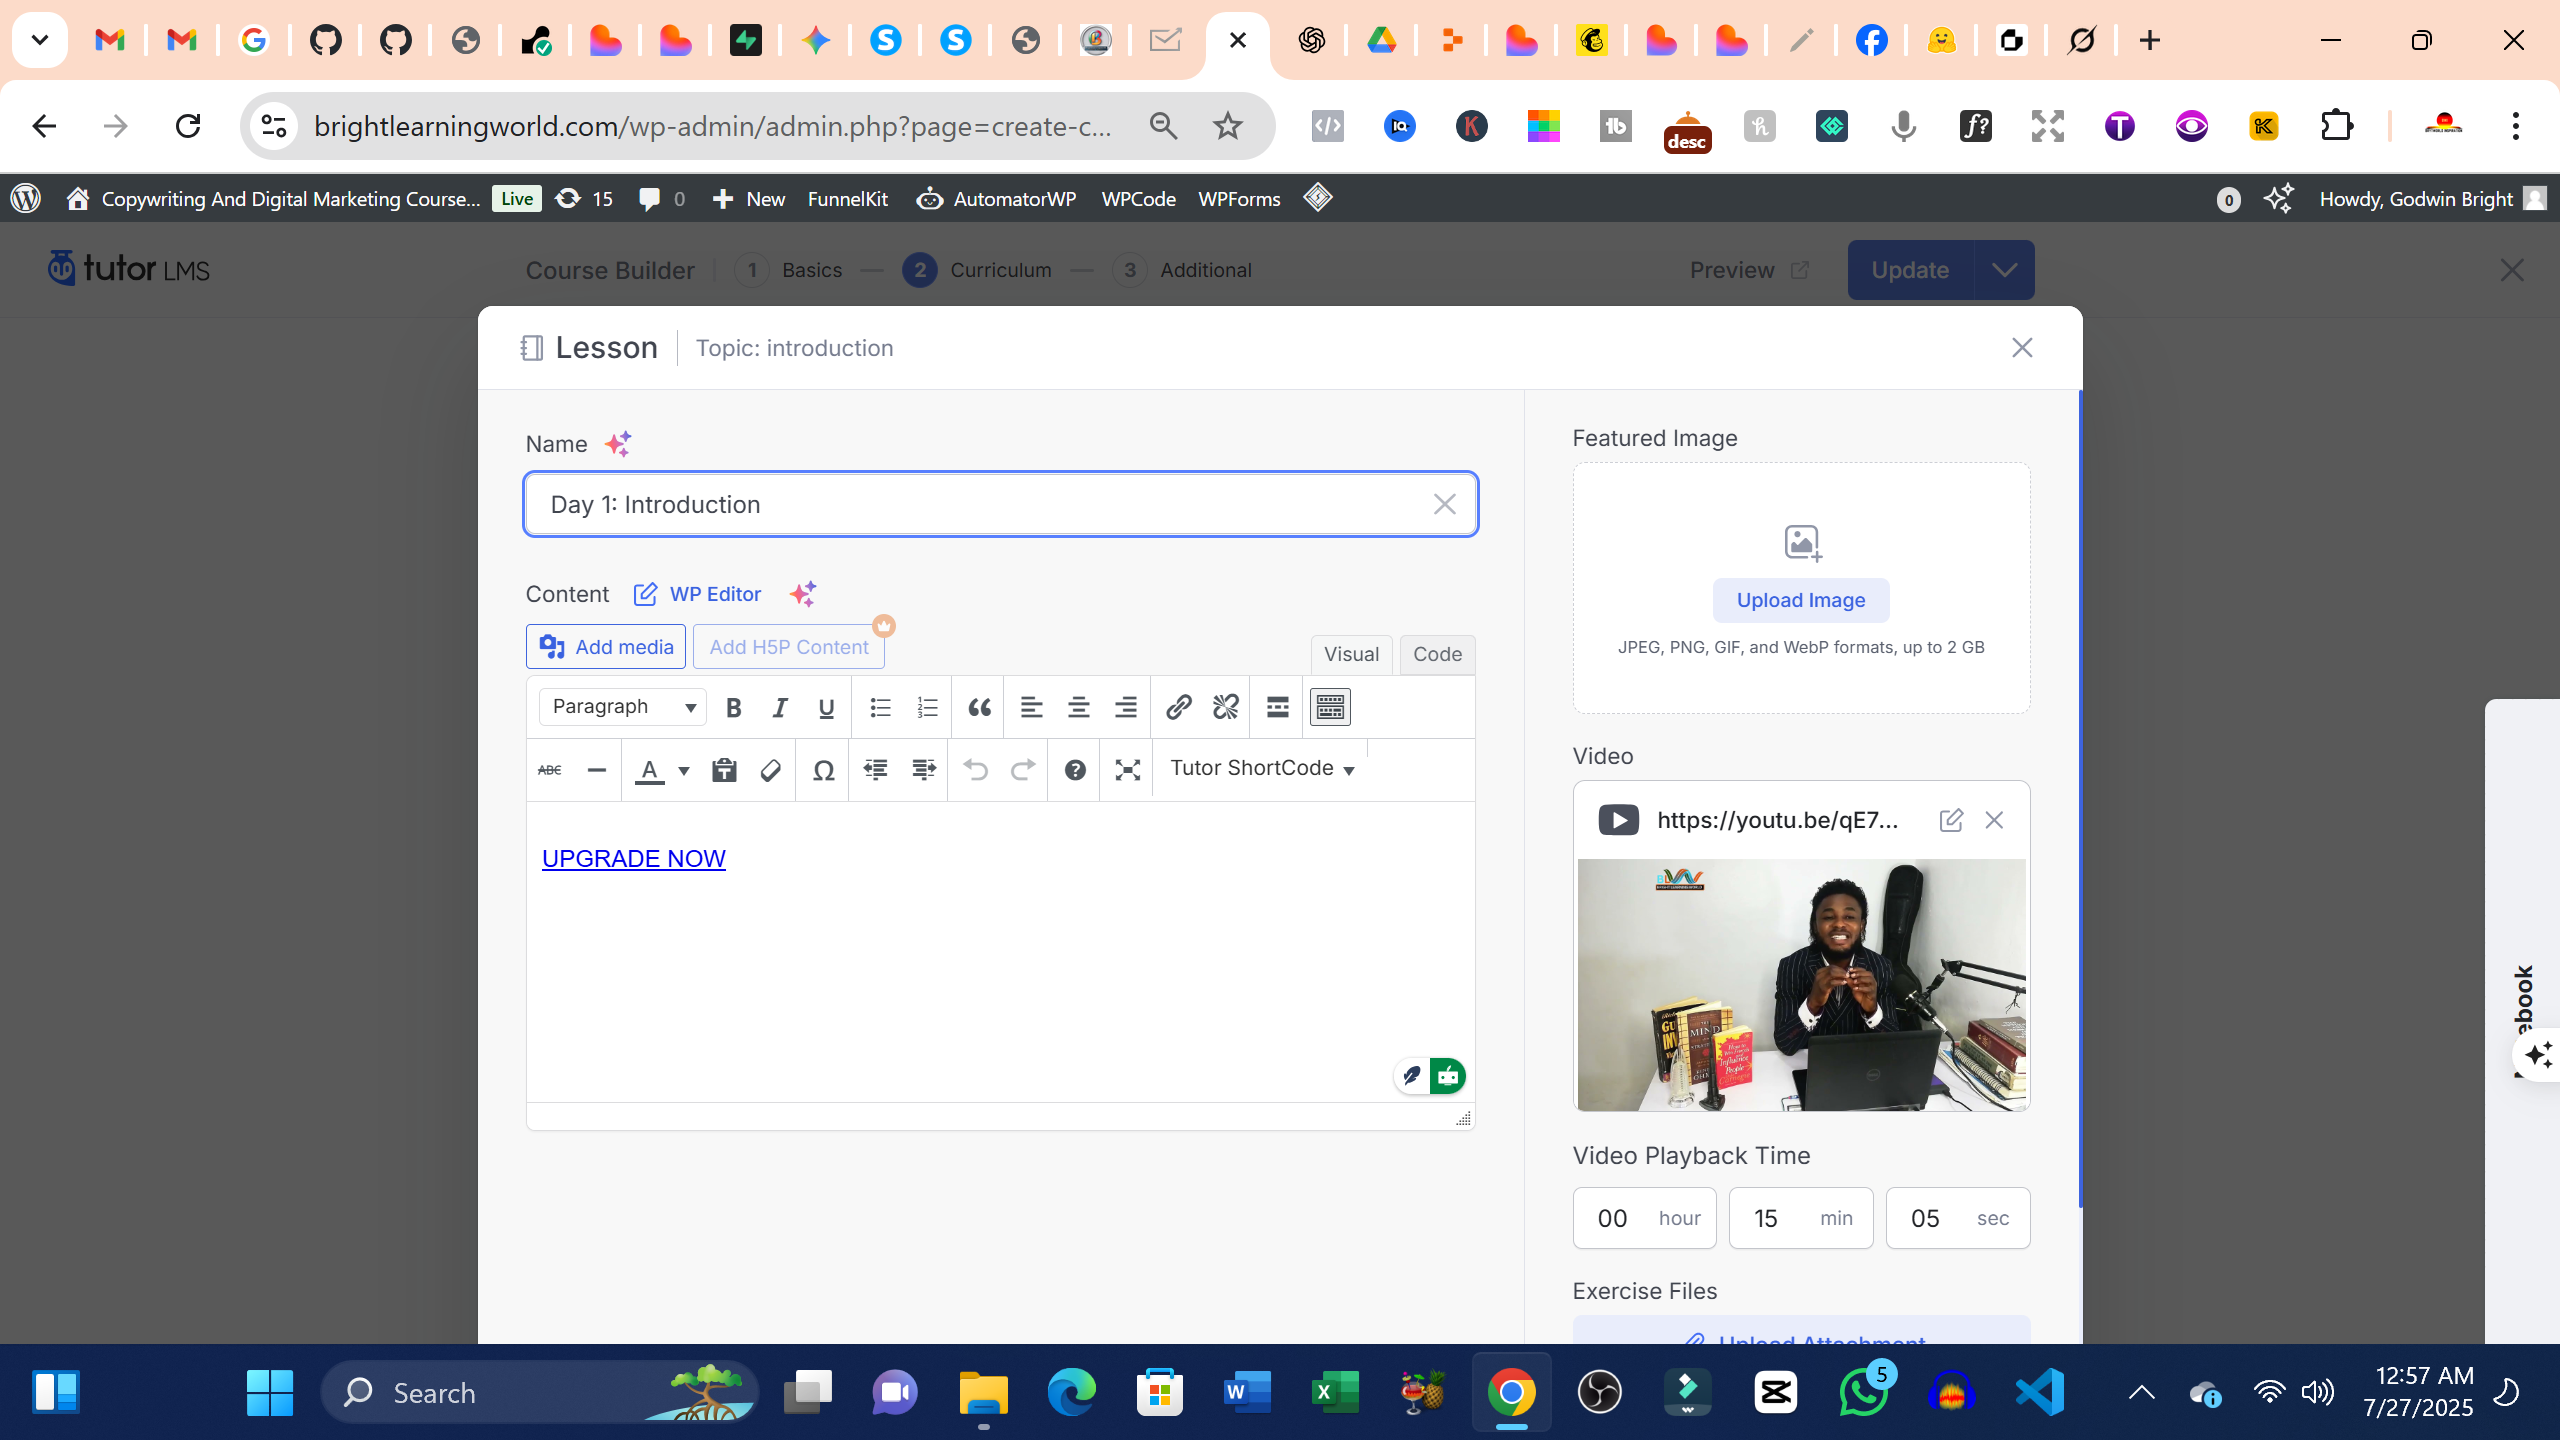 brightlearningworld.com/wp-admin/admin.php?page=create-c...
desc
Copywriting And Digital Marketing Course... Live 15 0 New FunnelKit AutomatorWP WPCode WPForms 0 Howdy, Godwin Bright
tutor LMS Course Builder 1 Basics 2 Curriculum 3 Additional Preview Update
Lesson Topic: introduction
Name
Day 1: Introduction
Content WP Editor
Add media Add H5P Content
Visual Code
Paragraph
Tutor ShortCode
UPGRADE NOW
Featured Image
Upload Image
JPEG, PNG, GIF, and WebP formats, up to 2 GB
Video
https://youtu.be/qE7...
Video Playback Time
00 hour 15 min 05 sec
Exercise Files
Upload Attachment
Search
5
12:57 AM
7/27/2025